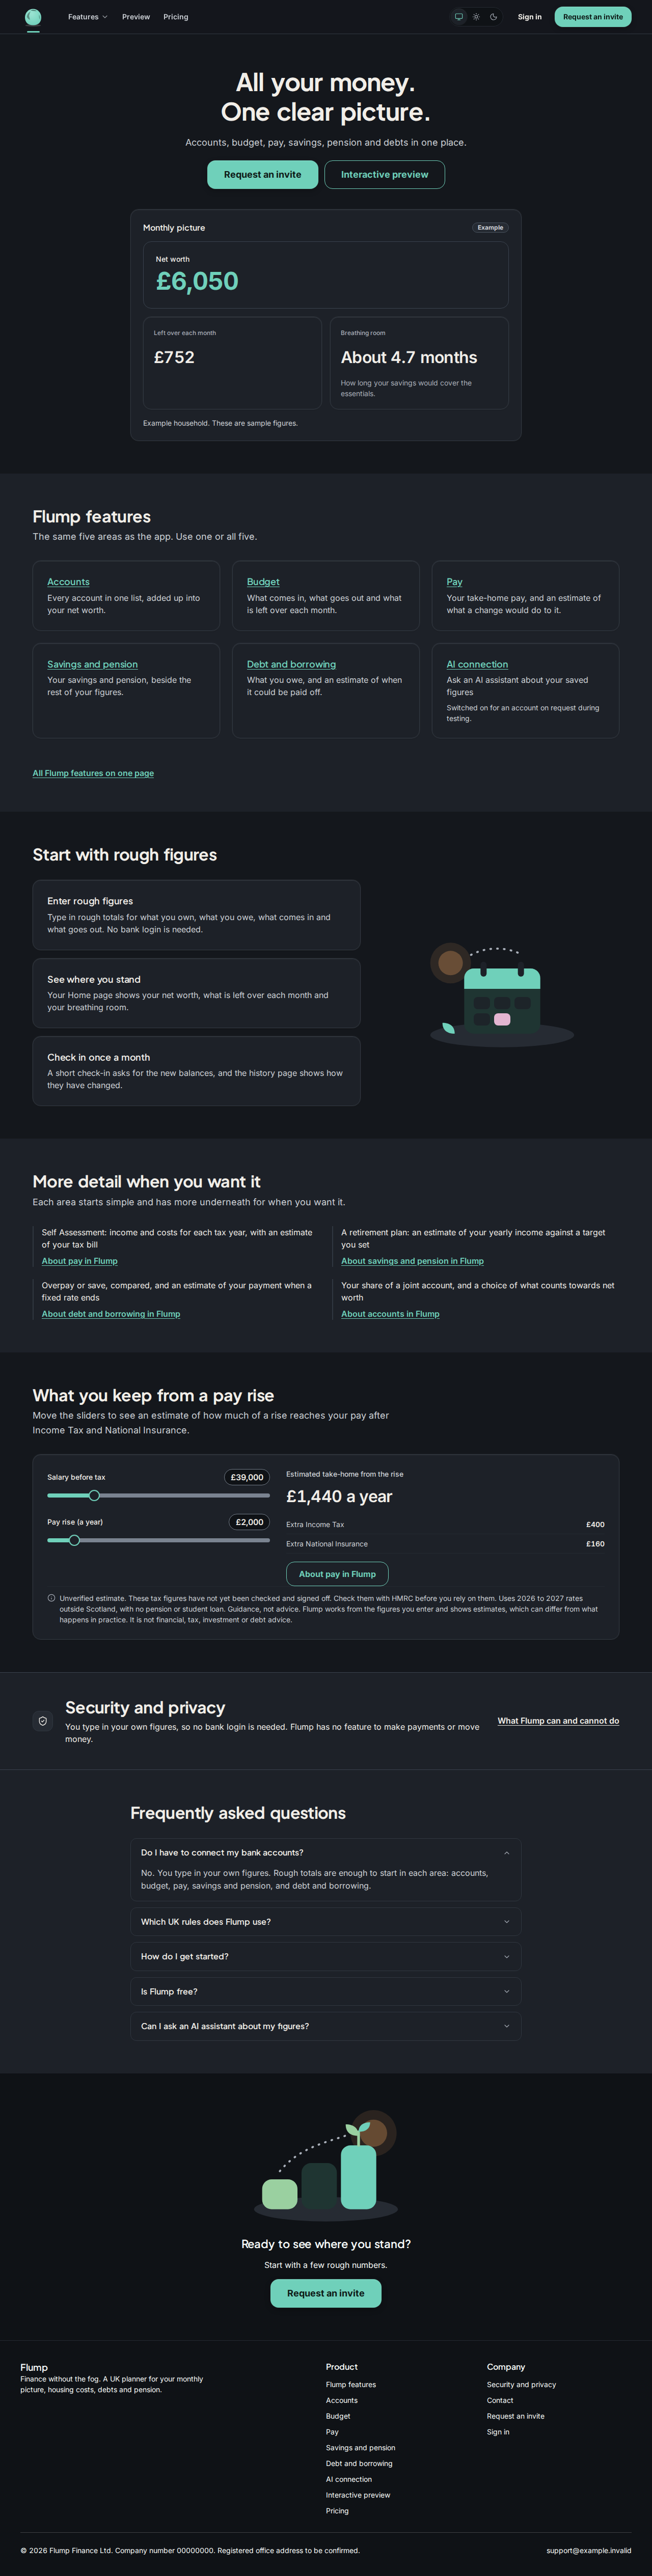 Features
Preview
Pricing
Sign in
Request an invite
All your money.
One clear picture.
Accounts, budget, pay, savings, pension and debts in one place.
Request an invite
Interactive preview
Monthly picture
Example
Net worth
£6,050
Left over each month
£752
Breathing room
About 4.7 months
How long your savings would cover the
essentials.
Example household. These are sample figures.
Flump features
The same five areas as the app. Use one or all five.
Accounts
Every account in one list, added up into
your net worth.
Budget
What comes in, what goes out and what
is left over each month.
Pay
Your take-home pay, and an estimate of
what a change would do to it.
Savings and pension
Your savings and pension, beside the
rest of your figures.
Debt and borrowing
What you owe, and an estimate of when
it could be paid off.
AI connection
Ask an AI assistant about your saved
figures
Switched on for an account on request during
testing.
All Flump features on one page
Start with rough figures
Enter rough figures
Type in rough totals for what you own, what you owe, what comes in and
what goes out. No bank login is needed.
See where you stand
Your Home page shows your net worth, what is left over each month and
your breathing room.
Check in once a month
A short check-in asks for the new balances, and the history page shows how
they have changed.
More detail when you want it
Each area starts simple and has more underneath for when you want it.
Self Assessment: income and costs for each tax year, with an estimate
of your tax bill
About pay in Flump
A retirement plan: an estimate of your yearly income against a target
you set
About savings and pension in Flump
Overpay or save, compared, and an estimate of your payment when a
fixed rate ends
About debt and borrowing in Flump
Your share of a joint account, and a choice of what counts towards net
worth
About accounts in Flump
What you keep from a pay rise
Move the sliders to see an estimate of how much of a rise reaches your pay after
Income Tax and National Insurance.
Salary before tax
£39,000
Pay rise (a year)
£2,000
Estimated take-home from the rise
£1,440 a year
Extra Income Tax
£400
Extra National Insurance
£160
About pay in Flump
Unverified estimate. These tax figures have not yet been checked and signed off. Check them with HMRC before you rely on them. Uses 2026 to 2027 rates
outside Scotland, with no pension or student loan. Guidance, not advice. Flump works from the figures you enter and shows estimates, which can differ from what
happens in practice. It is not financial, tax, investment or debt advice.
Security and privacy
You type in your own figures, so no bank login is needed. Flump has no feature to make payments or move
money.
What Flump can and cannot do
Frequently asked questions
Do I have to connect my bank accounts?
No. You type in your own figures. Rough totals are enough to start in each area: accounts,
budget, pay, savings and pension, and debt and borrowing.
Which UK rules does Flump use?
How do I get started?
Is Flump free?
Can I ask an AI assistant about my figures?
Ready to see where you stand?
Start with a few rough numbers.
Request an invite
Flump
Finance without the fog. A UK planner for your monthly
picture, housing costs, debts and pension.
Product
Flump features
Accounts
Budget
Pay
Savings and pension
Debt and borrowing
AI connection
Interactive preview
Pricing
Company
Security and privacy
Contact
Request an invite
Sign in
© 2026 Flump Finance Ltd. Company number 00000000. Registered office address to be confirmed.
support@example.invalid